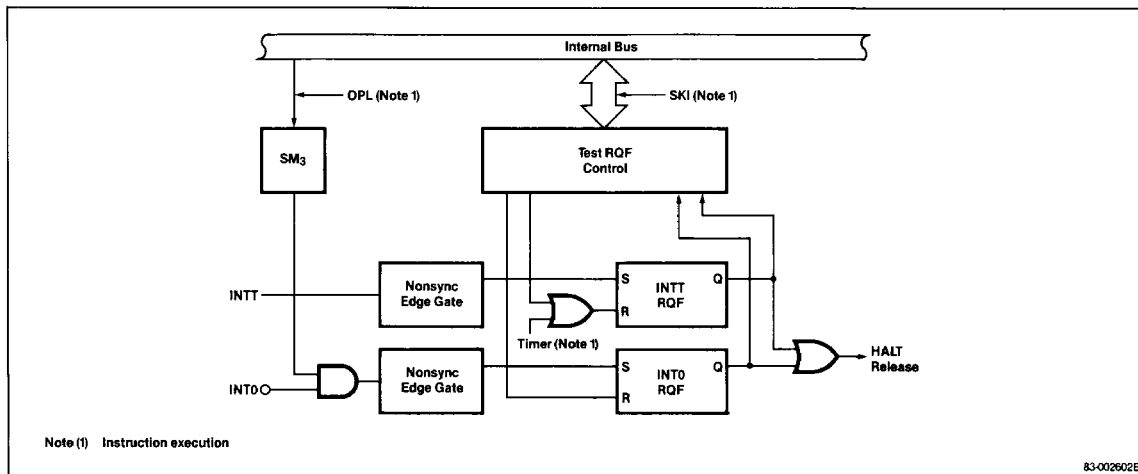 Internal Bus
OPL (Note 1)
SKI (Note 1)
SM3
Test RQF
Control
INTT
Nonsync
Edge Gate
S
INTT
RQF
Q
R
Timer (Note 1)
HALT
Release
INT0
Nonsync
Edge Gate
S
INT0
RQF
Q
R
Note (1) Instruction execution
83-002602B